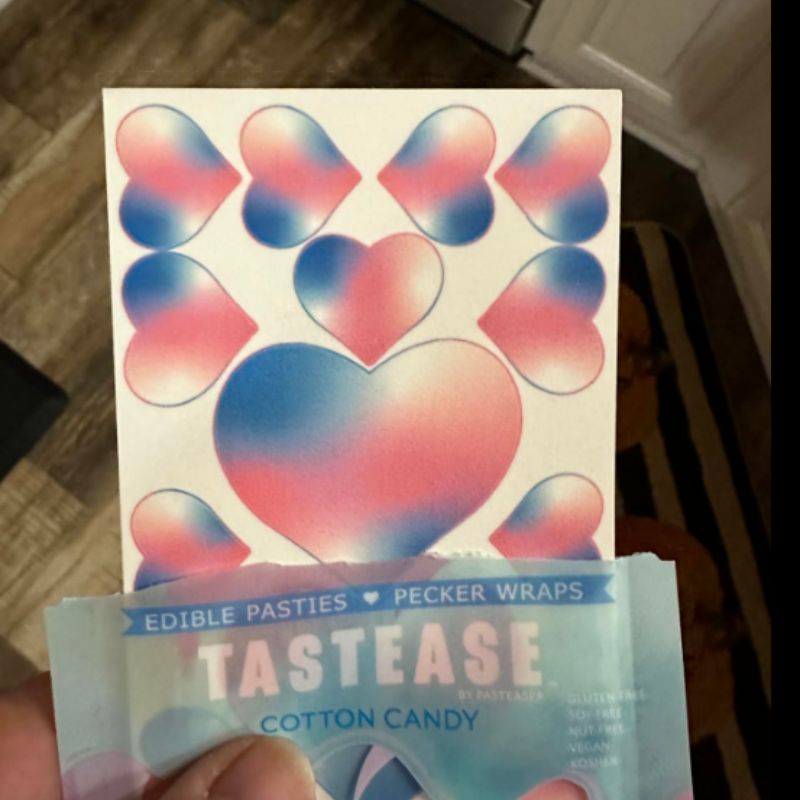 EDIBLE PASTIES ♥ PECKER WRAPS
TASTEASE
BY PASTEASE®
COTTON CANDY
GLUTEN FREE
SOY-FREE
NUT-FREE
VEGAN
KOSHER